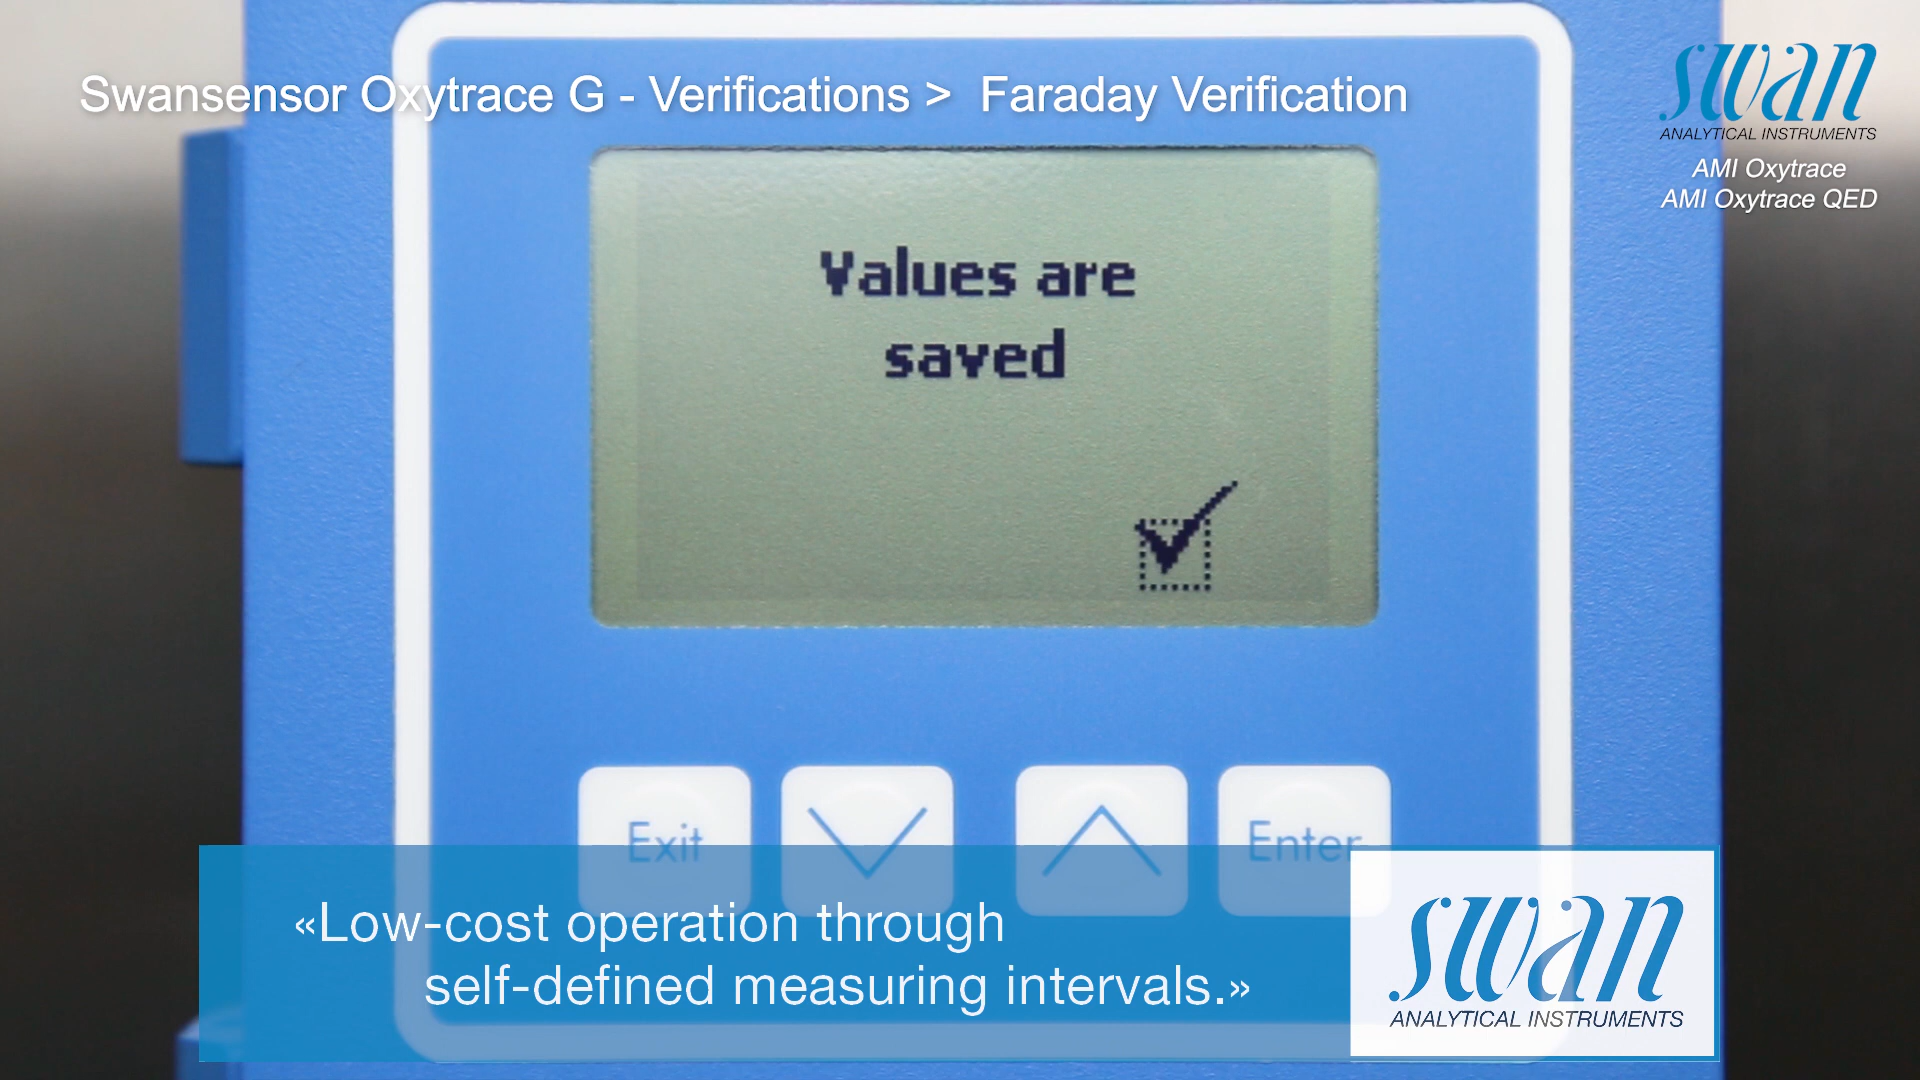 Swansensor Oxytrace G - Verifications > Faraday Verification
swan
ANALYTICAL INSTRUMENTS
AMI Oxytrace
AMI Oxytrace QED
Values are
saved
Exit
Enter
«Low-cost operation through
self-defined measuring intervals.»
swan
ANALYTICAL INSTRUMENTS